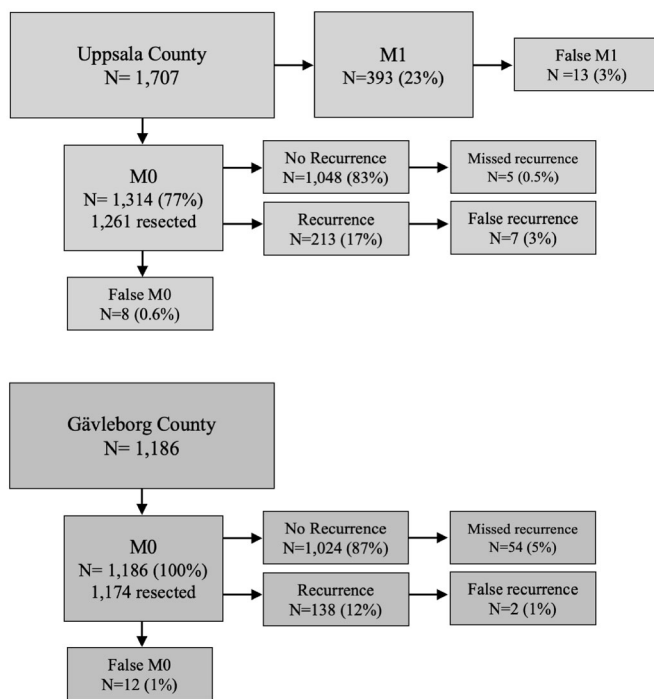 Uppsala County
N= 1,707
M1
N=393 (23%)
False M1
N =13 (3%)
M0
N= 1,314 (77%)
1,261 resected
No Recurrence
N=1,048 (83%)
Missed recurrence
N=5 (0.5%)
Recurrence
N=213 (17%)
False recurrence
N=7 (3%)
False M0
N=8 (0.6%)
Gävleborg County
N= 1,186
M0
N= 1,186 (100%)
1,174 resected
No Recurrence
N=1,024 (87%)
Missed recurrence
N=54 (5%)
Recurrence
N=138 (12%)
False recurrence
N=2 (1%)
False M0
N=12 (1%)